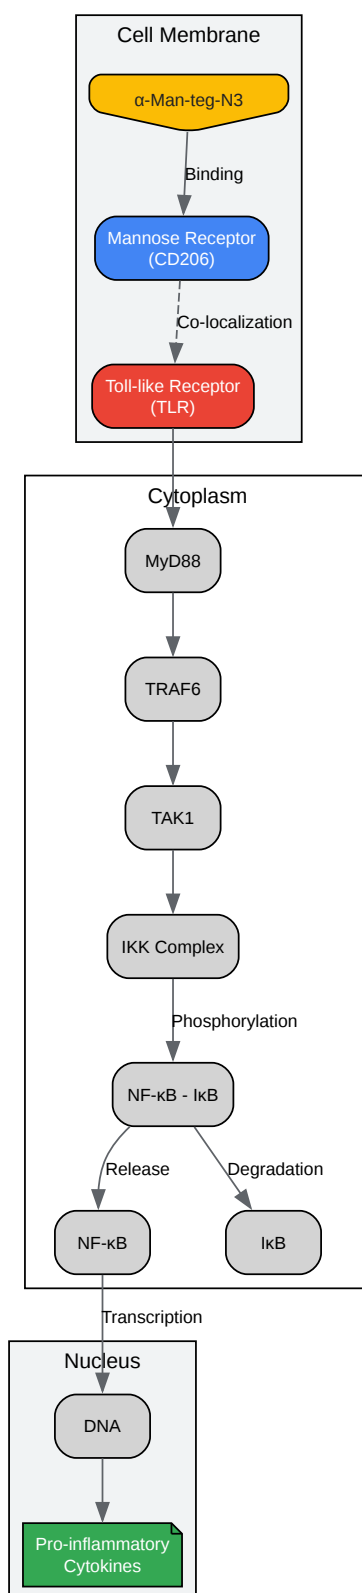 Cell Membrane
α-Man-teg-N3
Binding
Mannose Receptor
(CD206)
Co-localization
Toll-like Receptor
(TLR)
Cytoplasm
MyD88
TRAF6
TAK1
IKK Complex
Phosphorylation
NF-κB - IκB
Release
Degradation
NF-κB
IκB
Transcription
Nucleus
DNA
Pro-inflammatory
Cytokines